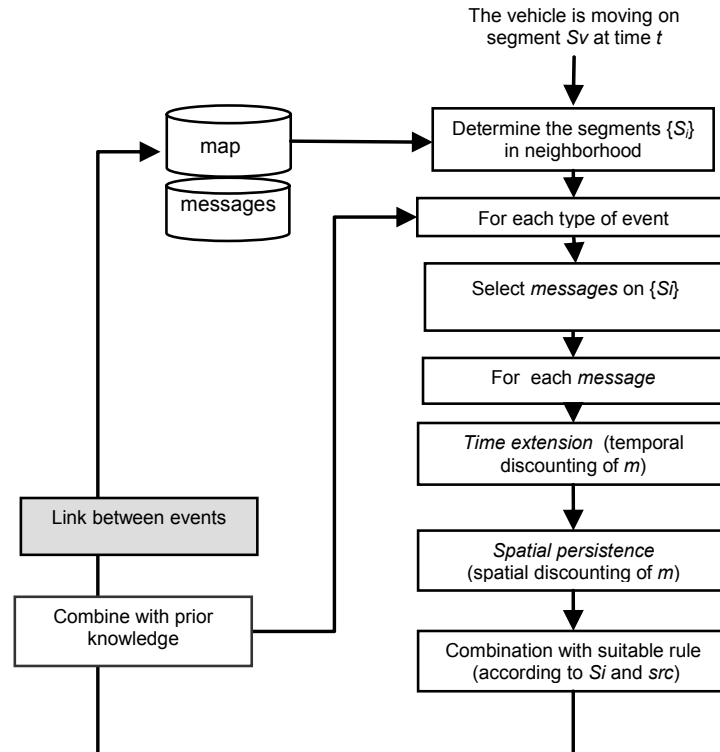 The vehicle is moving on
segment Sv at time t
map
messages
Determine the segments {Si}
in neighborhood
For each type of event
Select messages on {Si}
For each message
Time extension (temporal
discounting of m)
Link between events
Spatial persistence
(spatial discounting of m)
Combine with prior
knowledge
Combination with suitable rule
(according to Si and src)